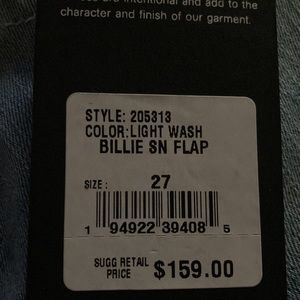 are intentional and add to the
character and finish of our garment.
STYLE: 205313
COLOR:LIGHT WASH
BILLIE SN FLAP
SIZE: 27
1 94922 39408 5
SUGG RETAIL
PRICE $159.00